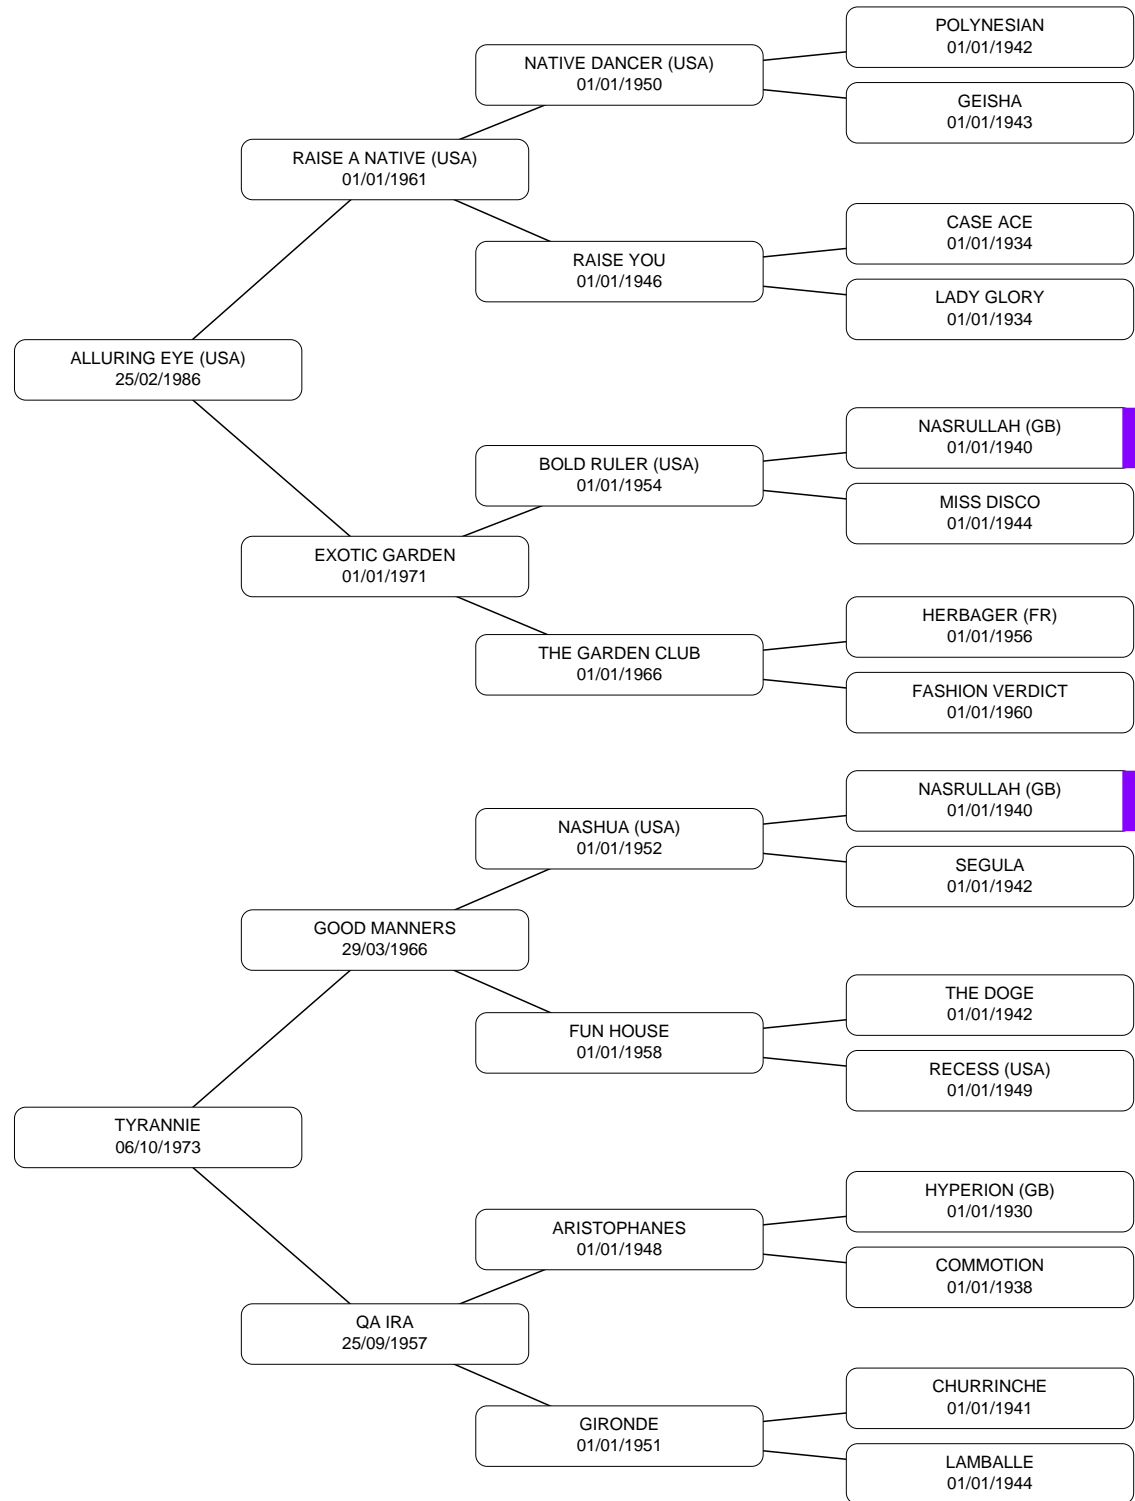 POLYNESIAN
01/01/1942
NATIVE DANCER (USA)
01/01/1950
GEISHA
01/01/1943
RAISE A NATIVE (USA)
01/01/1961
CASE ACE
01/01/1934
RAISE YOU
01/01/1946
LADY GLORY
01/01/1934
ALLURING EYE (USA)
25/02/1986
NASRULLAH (GB)
01/01/1940
BOLD RULER (USA)
01/01/1954
MISS DISCO
01/01/1944
EXOTIC GARDEN
01/01/1971
HERBAGER (FR)
01/01/1956
THE GARDEN CLUB
01/01/1966
FASHION VERDICT
01/01/1960
NASRULLAH (GB)
01/01/1940
NASHUA (USA)
01/01/1952
SEGULA
01/01/1942
GOOD MANNERS
29/03/1966
THE DOGE
01/01/1942
FUN HOUSE
01/01/1958
RECESS (USA)
01/01/1949
TYRANNIE
06/10/1973
HYPERION (GB)
01/01/1930
ARISTOPHANES
01/01/1948
COMMOTION
01/01/1938
QA IRA
25/09/1957
CHURRINCHE
01/01/1941
GIRONDE
01/01/1951
LAMBALLE
01/01/1944